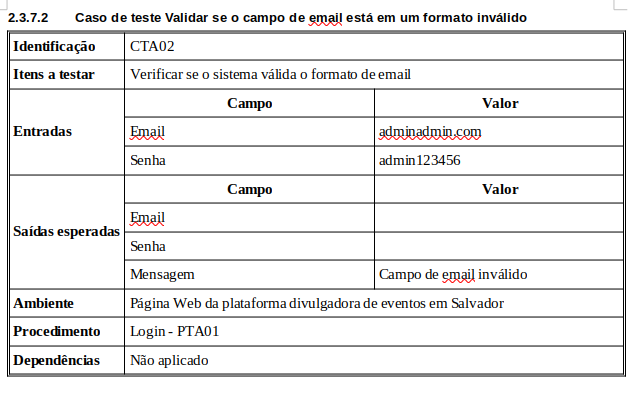 2.3.7.2 Caso de teste Validar se o campo de email está em um formato inválido
Identificação CTA02
Itens a testar Verificar se o sistema válida o formato de email
Campo Valor
Entradas
Email adminadmin.com
Senha admin123456
Campo Valor
Saídas esperadas
Email
Senha
Mensagem Campo de email inválido
Ambiente Página Web da plataforma divulgadora de eventos em Salvador
Procedimento Login - PTA01
Dependências Não aplicado